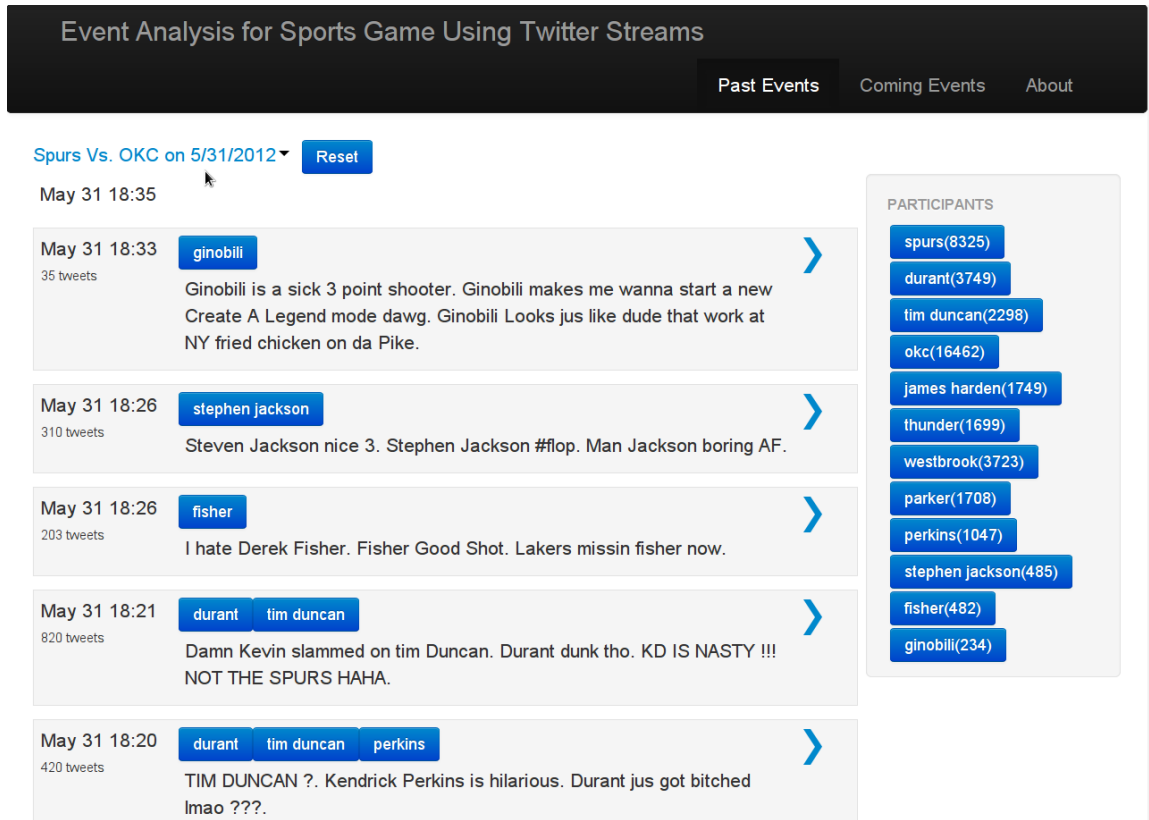 Event Analysis for Sports Game Using Twitter Streams
Past Events Coming Events About
Spurs Vs. OKC on 5/31/2012 Reset
May 31 18:35
May 31 18:33 ginobili
35 tweets
Ginobili is a sick 3 point shooter. Ginobili makes me wanna start a new
Create A Legend mode dawg. Ginobili Looks jus like dude that work at
NY fried chicken on da Pike.
May 31 18:26 stephen jackson
310 tweets
Steven Jackson nice 3. Stephen Jackson #flop. Man Jackson boring AF.
May 31 18:26 fisher
203 tweets
I hate Derek Fisher. Fisher Good Shot. Lakers missin fisher now.
May 31 18:21 durant tim duncan
820 tweets
Damn Kevin slammed on tim Duncan. Durant dunk tho. KD IS NASTY !!!
NOT THE SPURS HAHA.
May 31 18:20 durant tim duncan perkins
420 tweets
TIM DUNCAN ?. Kendrick Perkins is hilarious. Durant jus got bitched
lmao ???.
PARTICIPANTS
spurs(8325)
durant(3749)
tim duncan(2298)
okc(16462)
james harden(1749)
thunder(1699)
westbrook(3723)
parker(1708)
perkins(1047)
stephen jackson(485)
fisher(482)
ginobili(234)